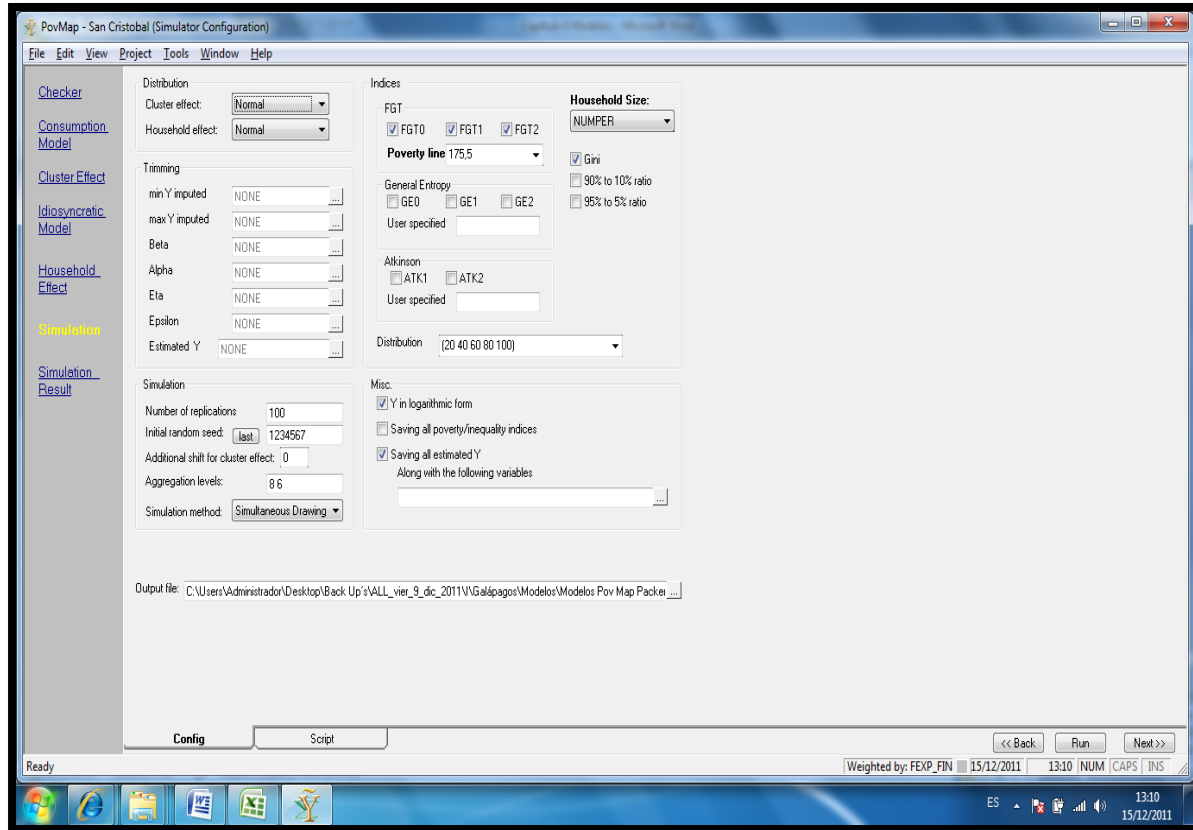 PovMap - San Cristobal (Simulator Configuration)
File Edit View Project Tools Window Help
Checker
Consumption
Model
Cluster Effect
Idiosyncratic
Model
Household
Effect
Simulation
Simulation
Result
Distribution
Cluster effect: Normal
Household effect: Normal
Trimming
min Y imputed NONE ...
max Y imputed NONE ...
Beta NONE ...
Alpha NONE ...
Eta NONE ...
Epsilon NONE ...
Estimated Y NONE ...
Simulation
Number of replications 100
Initial random seed: last 1234567
Additional shift for cluster effect: 0
Aggregation levels: 8 6
Simulation method: Simultaneous Drawing
Indices
FGT
FGT0 FGT1 FGT2
Poverty line 175,5
General Entropy
GE0 GE1 GE2
User specified
Atkinson
ATK1 ATK2
User specified
Distribution (20 40 60 80 100)
Household Size:
NUMPER
Gini
90% to 10% ratio
95% to 5% ratio
Misc.
Y in logarithmic form
Saving all poverty/inequality indices
Saving all estimated Y
Along with the following variables
...
Output file: C:\Users\Administrador\Desktop\Back Up's\ALL_vier_9_dic_2011\I\Galápagos\Modelos\Modelos Pov Map Packer ...
Config Script
<< Back Run Next >>
Ready Weighted by: FEXP_FIN 15/12/2011 13:10 NUM CAPS INS
ES 13:10
15/12/2011